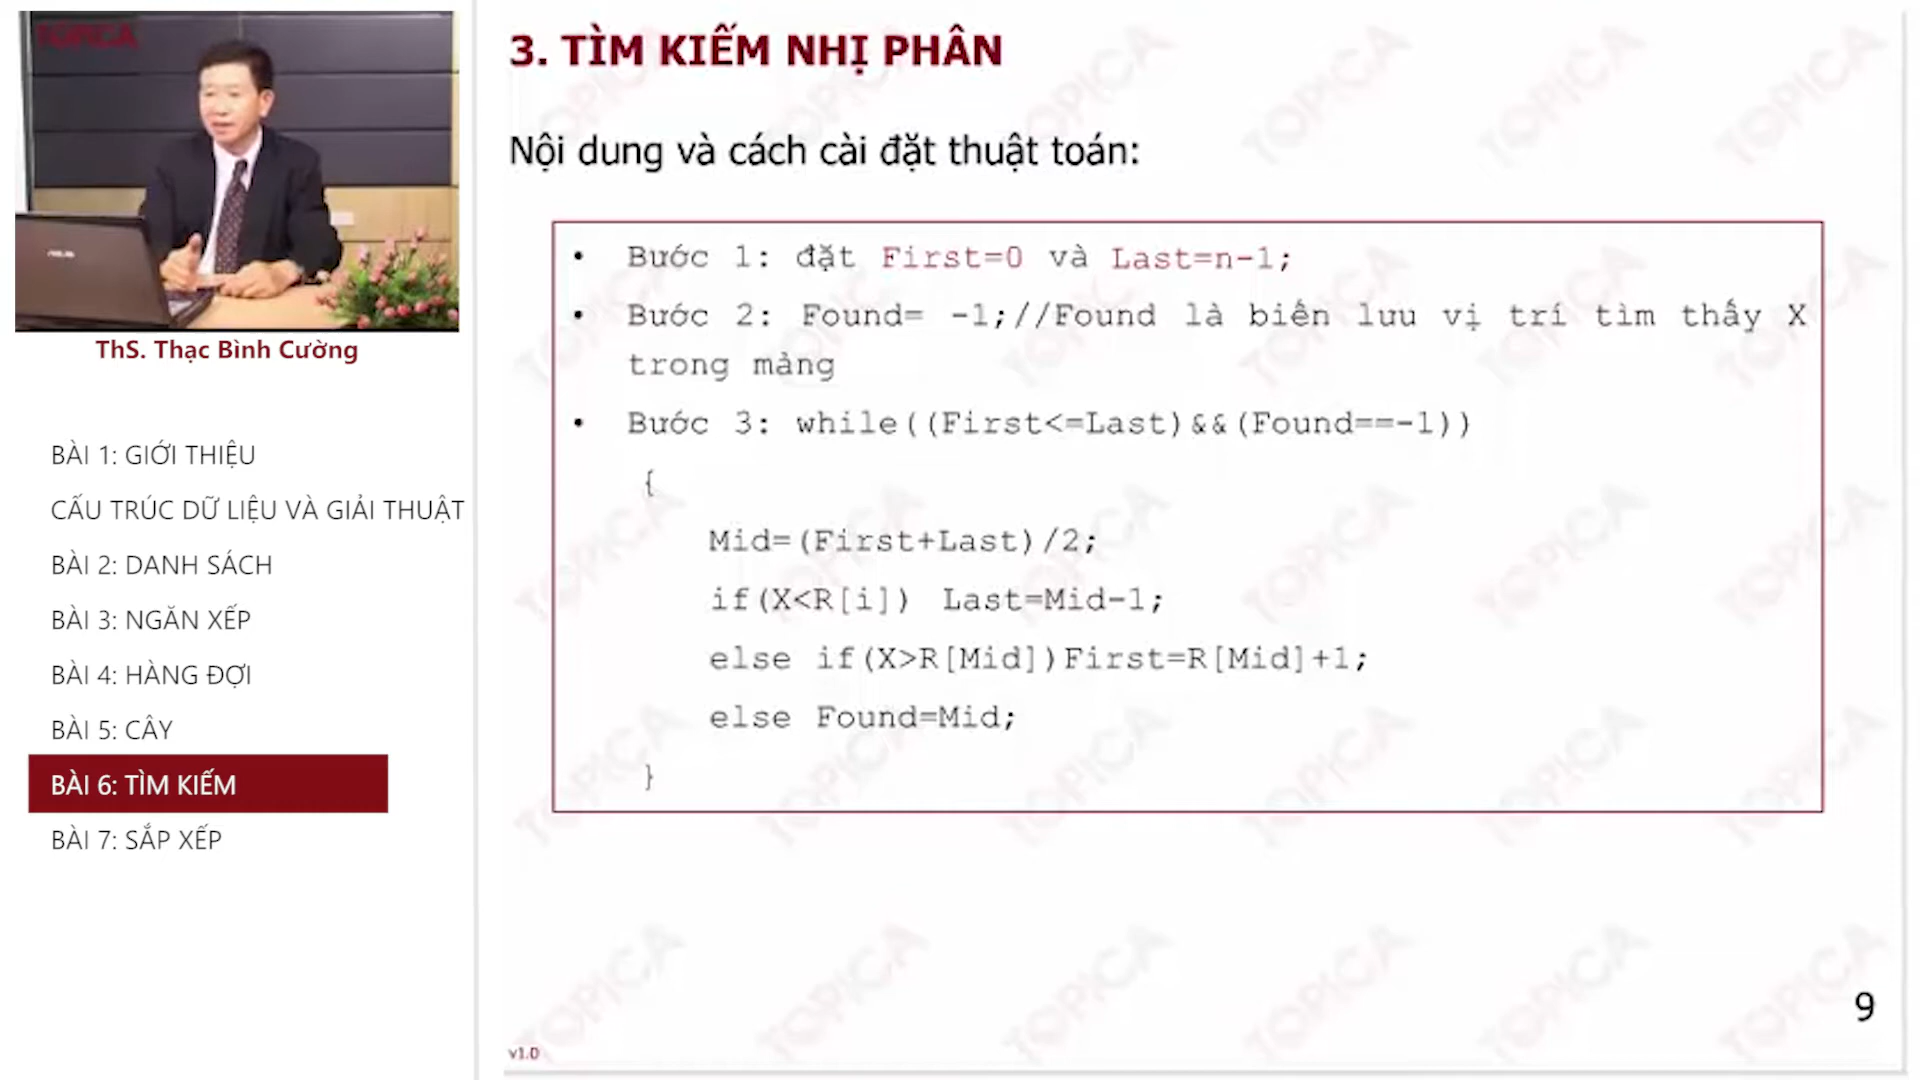 TOPICA
ThS. Thạc Bình Cường
BÀI 1: GIỚI THIỆU
CẤU TRÚC DỮ LIỆU VÀ GIẢI THUẬT
BÀI 2: DANH SÁCH
BÀI 3: NGĂN XẾP
BÀI 4: HÀNG ĐỢI
BÀI 5: CÂY
BÀI 6: TÌM KIẾM
BÀI 7: SẮP XẾP
3. TÌM KIẾM NHỊ PHÂN
Nội dung và cách cài đặt thuật toán:
• Bước 1: đặt First=0 và Last=n-1;
• Bước 2: Found= -1;//Found là biến lưu vị trí tìm thấy X
trong mảng
• Bước 3: while((First<=Last)&&(Found==-1))
{
Mid=(First+Last)/2;
if(X<R[i]) Last=Mid-1;
else if(X>R[Mid])First=R[Mid]+1;
else Found=Mid;
}
9
v1.0